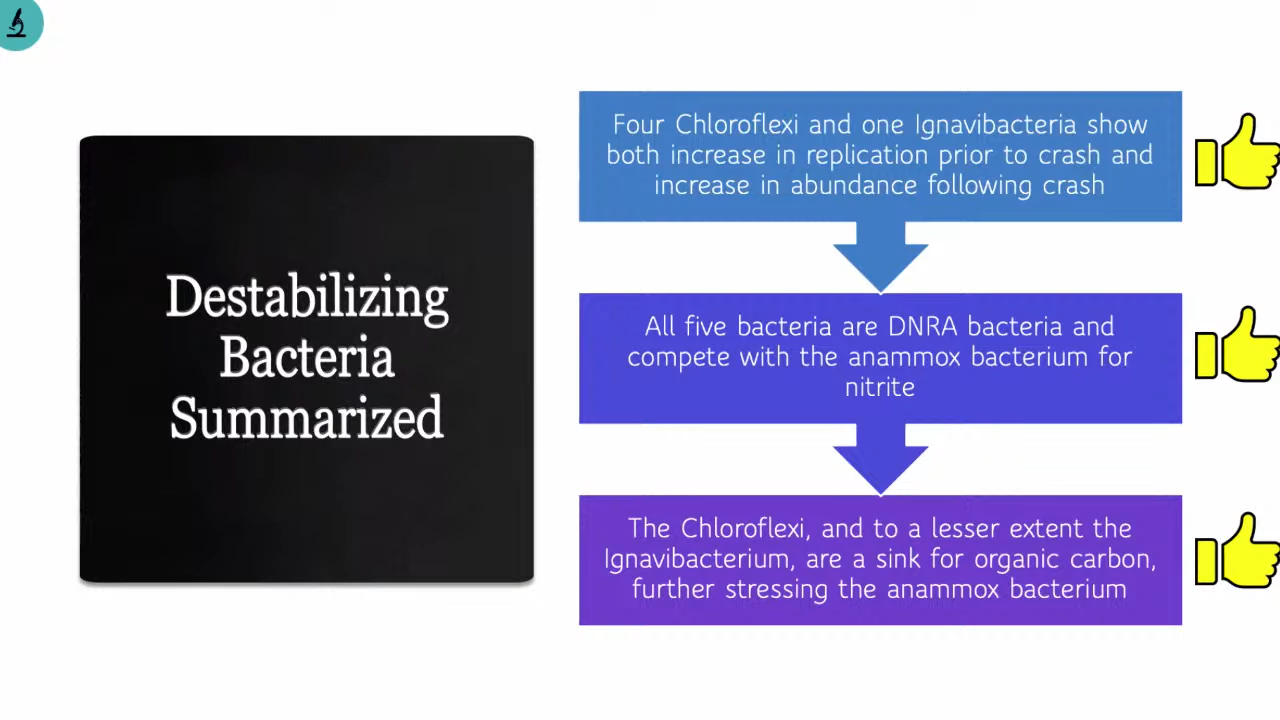 Destabilizing
Bacteria
Summarized
Four Chloroflexi and one Ignavibacteria show
both increase in replication prior to crash and
increase in abundance following crash
All five bacteria are DNRA bacteria and
compete with the anammox bacterium for
nitrite
The Chloroflexi, and to a lesser extent the
Ignavibacterium, are a sink for organic carbon,
further stressing the anammox bacterium